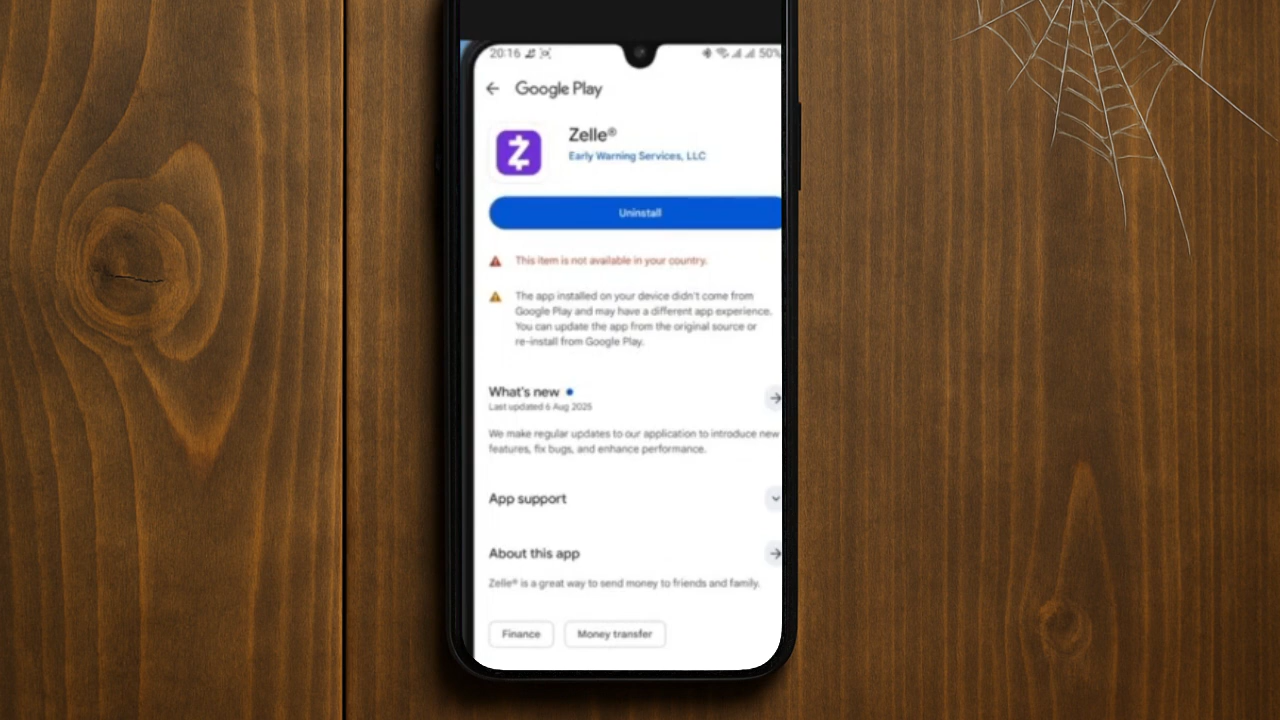 20:16
50%
Google Play
Zelle®
Early Warning Services, LLC
Uninstall
This item is not available in your country.
The app installed on your device didn't come from
Google Play and may have a different app experience.
You can update the app from the original source or
re-install from Google Play.
What's new
Last updated 6 Aug 2025
We make regular updates to our application to introduce new
features, fix bugs, and enhance performance.
App support
About this app
Zelle® is a great way to send money to friends and family.
Finance
Money transfer